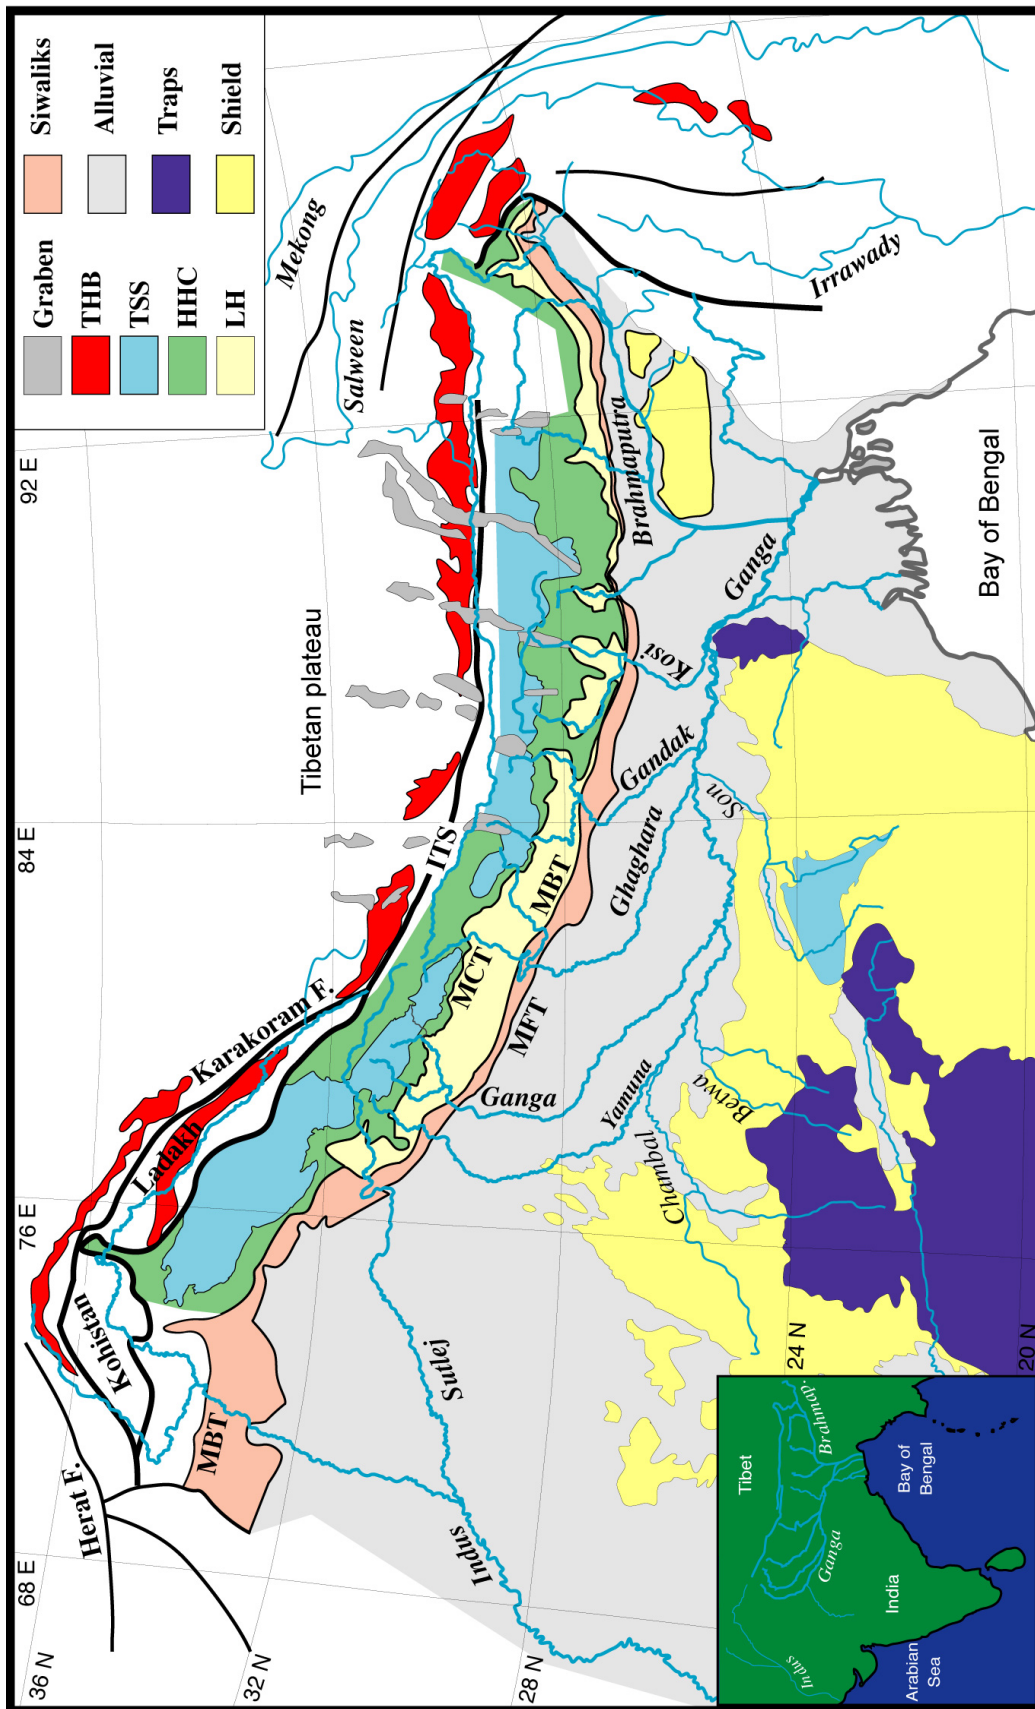 Siwaliks
Alluvial
Traps
Shield
Graben
THB
TSS
HHC
LH
92 E
84 E
76 E
68 E
36 N
32 N
28 N
24 N
20 N
Mekong
Salween
Irrawady
Tibetan plateau
Brahmaputra
Ganga
Bay of Bengal
Kosi
Gandak
Son
Ghaghara
ITS
MBT
MCT
MFT
Karakoram F.
Ladakh
Ganga
Yamuna
Betwa
Chambal
Kohistan
Sutlej
MBT
Herat F.
Indus
Tibet
Brahmap.
Bay of
Bengal
Ganga
India
Indus
Arabian
Sea